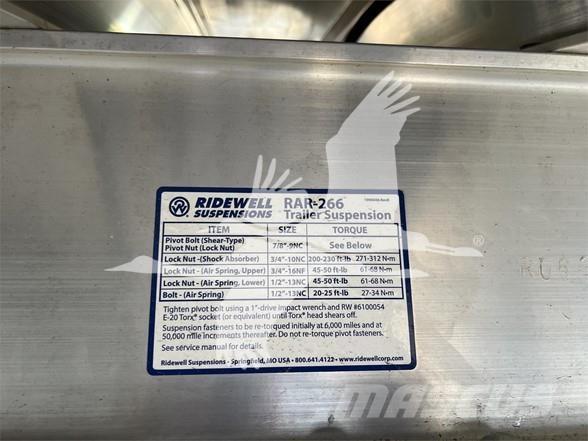 RIDEWELL SUSPENSIONS
RAR-266 Trailer Suspension
ITEM SIZE TORQUE
Pivot Bolt (Shear-Type)
Pivot Nut (Lock Nut) 7/8"-9NC See Below
Lock Nut -(Shock Absorber) 3/4"-10NC 200-230 ft-lb 271-312 N-m
Lock Nut - (Air Spring, Upper) 3/4"-16NF 45-50 ft-lb 61-68 N-m
Lock Nut - (Air Spring, Lower) 1/2"-13NC 45-50 ft-lb 61-68 N-m
Bolt - (Air Spring) 1/2"-13NC 20-25 ft-lb 27-34 N-m
Tighten pivot bolt using a 1"-drive impact wrench and RW #6100054
E-20 Torx® socket (or equivalent) until Torx® head shears off.
Suspension fasteners to be re-torqued initially at 6,000 miles and at
50,000 mile increments thereafter. Do not re-torque pivot fasteners.
See service manual for details.
Ridewell Suspensions - Springfield, MO USA • 800.641.4122 – www.ridewellcorp.com
MASCUS